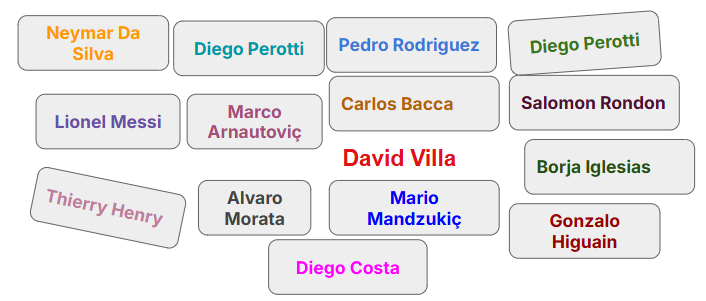 Neymar Da
Silva
Diego Perotti
Pedro Rodriguez
Diego Perotti
Lionel Messi
Marco
Arnautoviç
Carlos Bacca
Salomon Rondon
David Villa
Borja Iglesias
Thierry Henry
Alvaro
Morata
Mario
Mandzukiç
Gonzalo
Higuain
Diego Costa